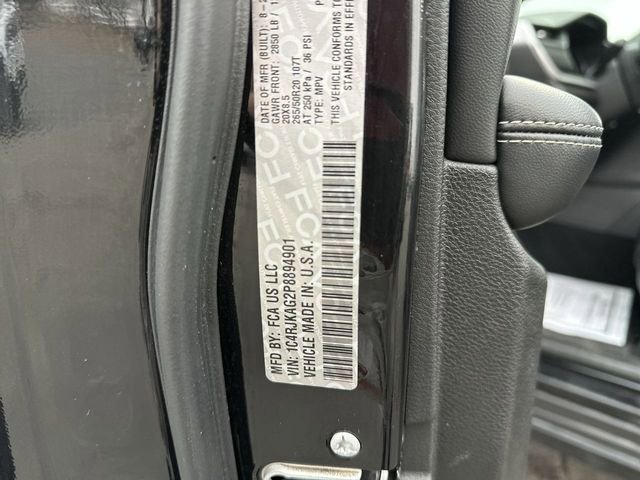 MFD BY: FCA US LLC
DATE OF MFR (BUILT): 8-2
GAWR FRONT: 2850 LB / 1
20X8.5
265/50R20 107T
AT 250 kPa / 36 PSI
VIN: 1C4RJKAG2P8894901
TYPE: MPV
VEHICLE MADE IN: U.S.A.
THIS VEHICLE CONFORMS TO
STANDARDS IN EFFE